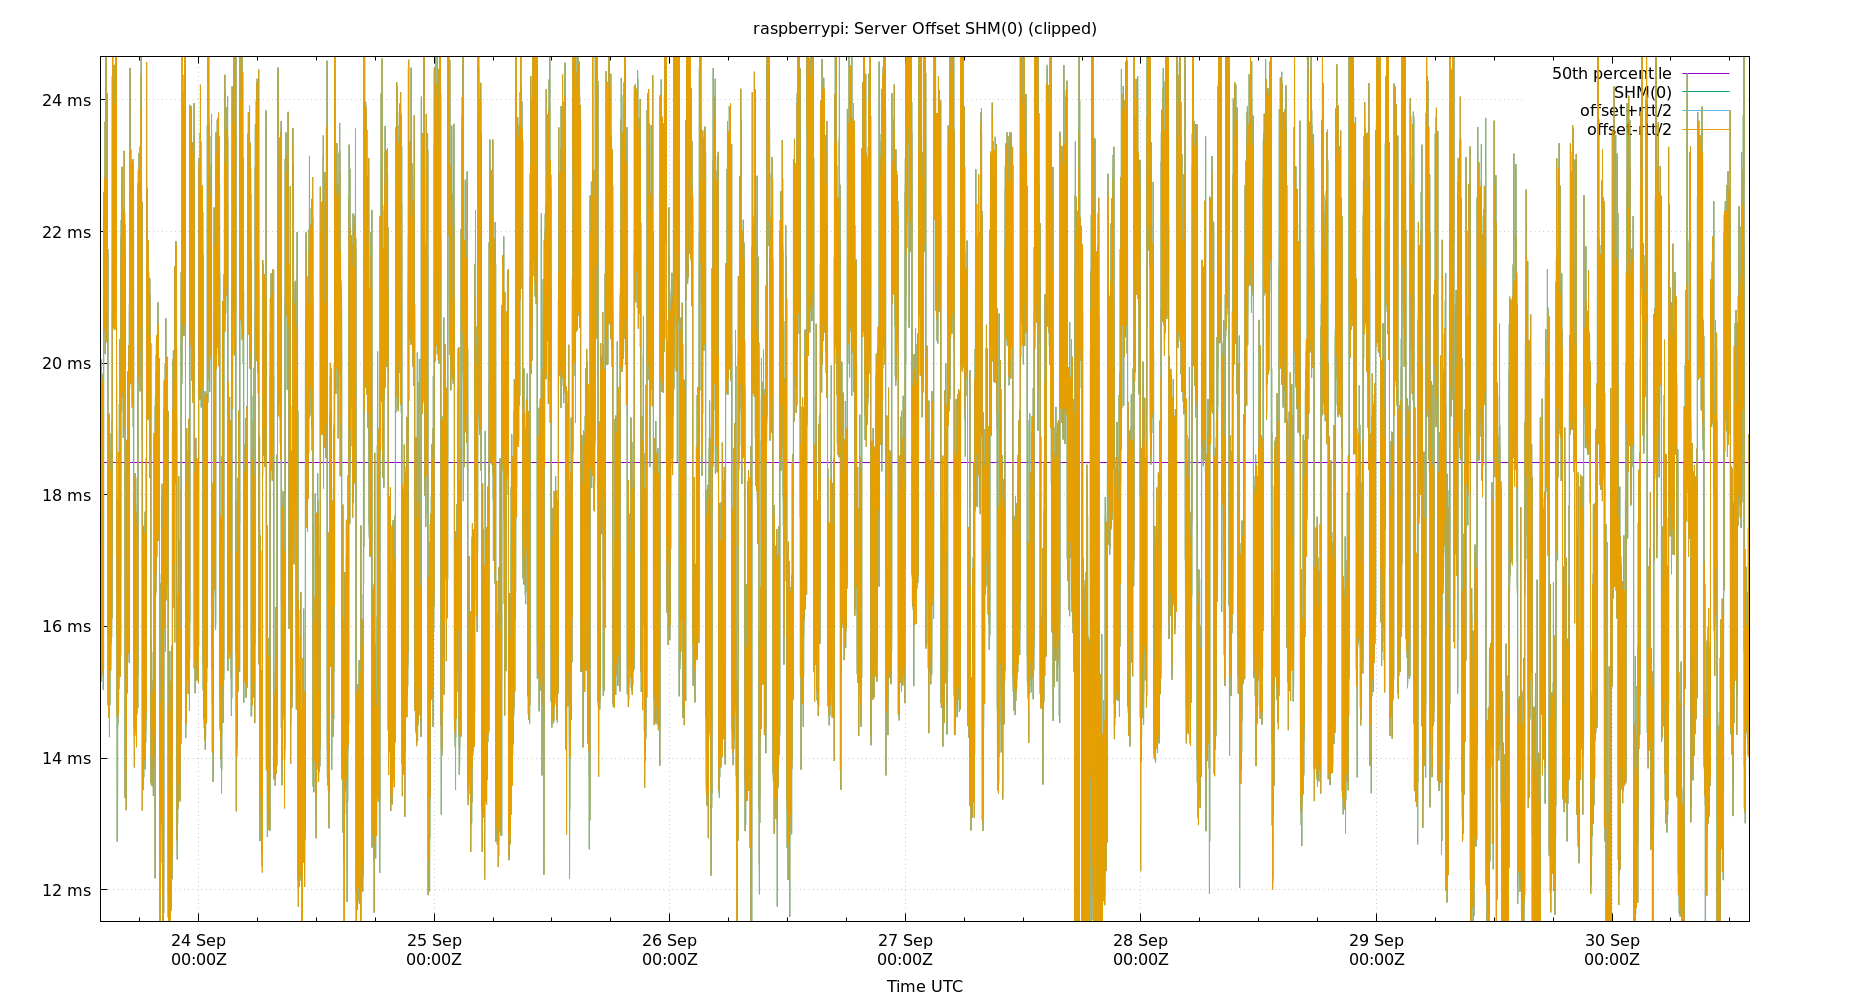 raspberrypi: Server Offset SHM(0) (clipped)
50th percentile
SHM(0)
offset+rtt/2
offset-rtt/2
24 ms
22 ms
20 ms
18 ms
16 ms
14 ms
12 ms
24 Sep 25 Sep 26 Sep 27 Sep 28 Sep 29 Sep 30 Sep
00:00Z 00:00Z 00:00Z 00:00Z 00:00Z 00:00Z 00:00Z
Time UTC